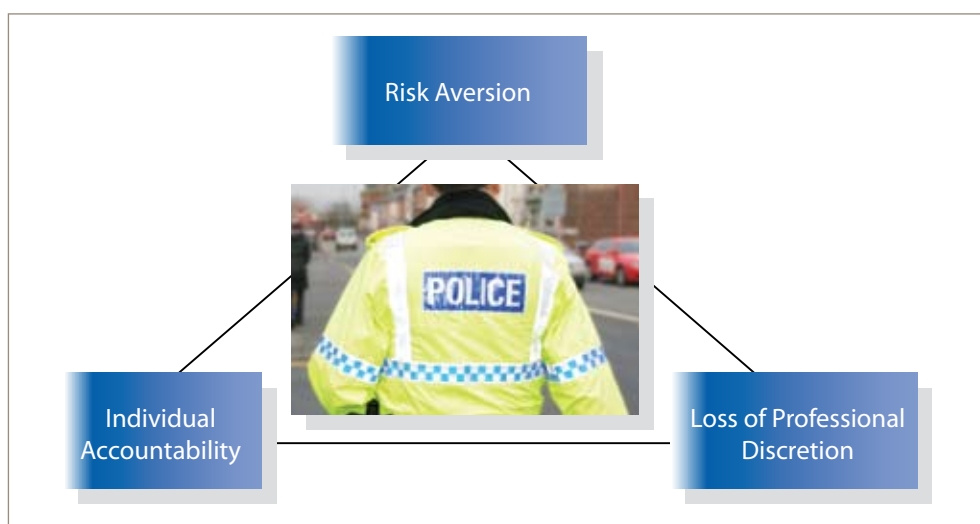 Risk Aversion
POLICE
Individual
Accountability
Loss of Professional
Discretion